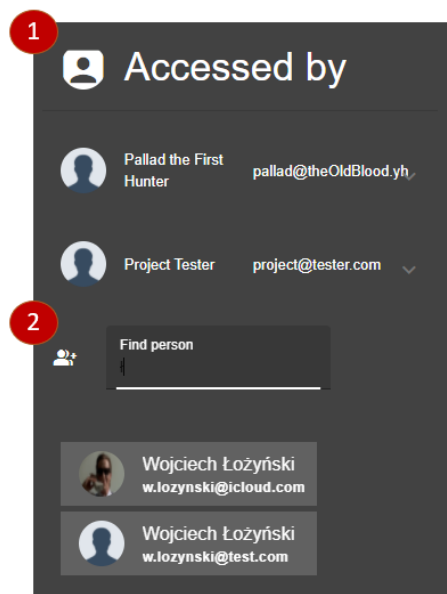 1
Accessed by
Pallad the First
Hunter
pallad@theOldBlood.yh
Project Tester
project@tester.com
2
Find person
Wojciech Łożyński
w.lozynski@icloud.com
Wojciech Łożyński
w.lozynski@test.com